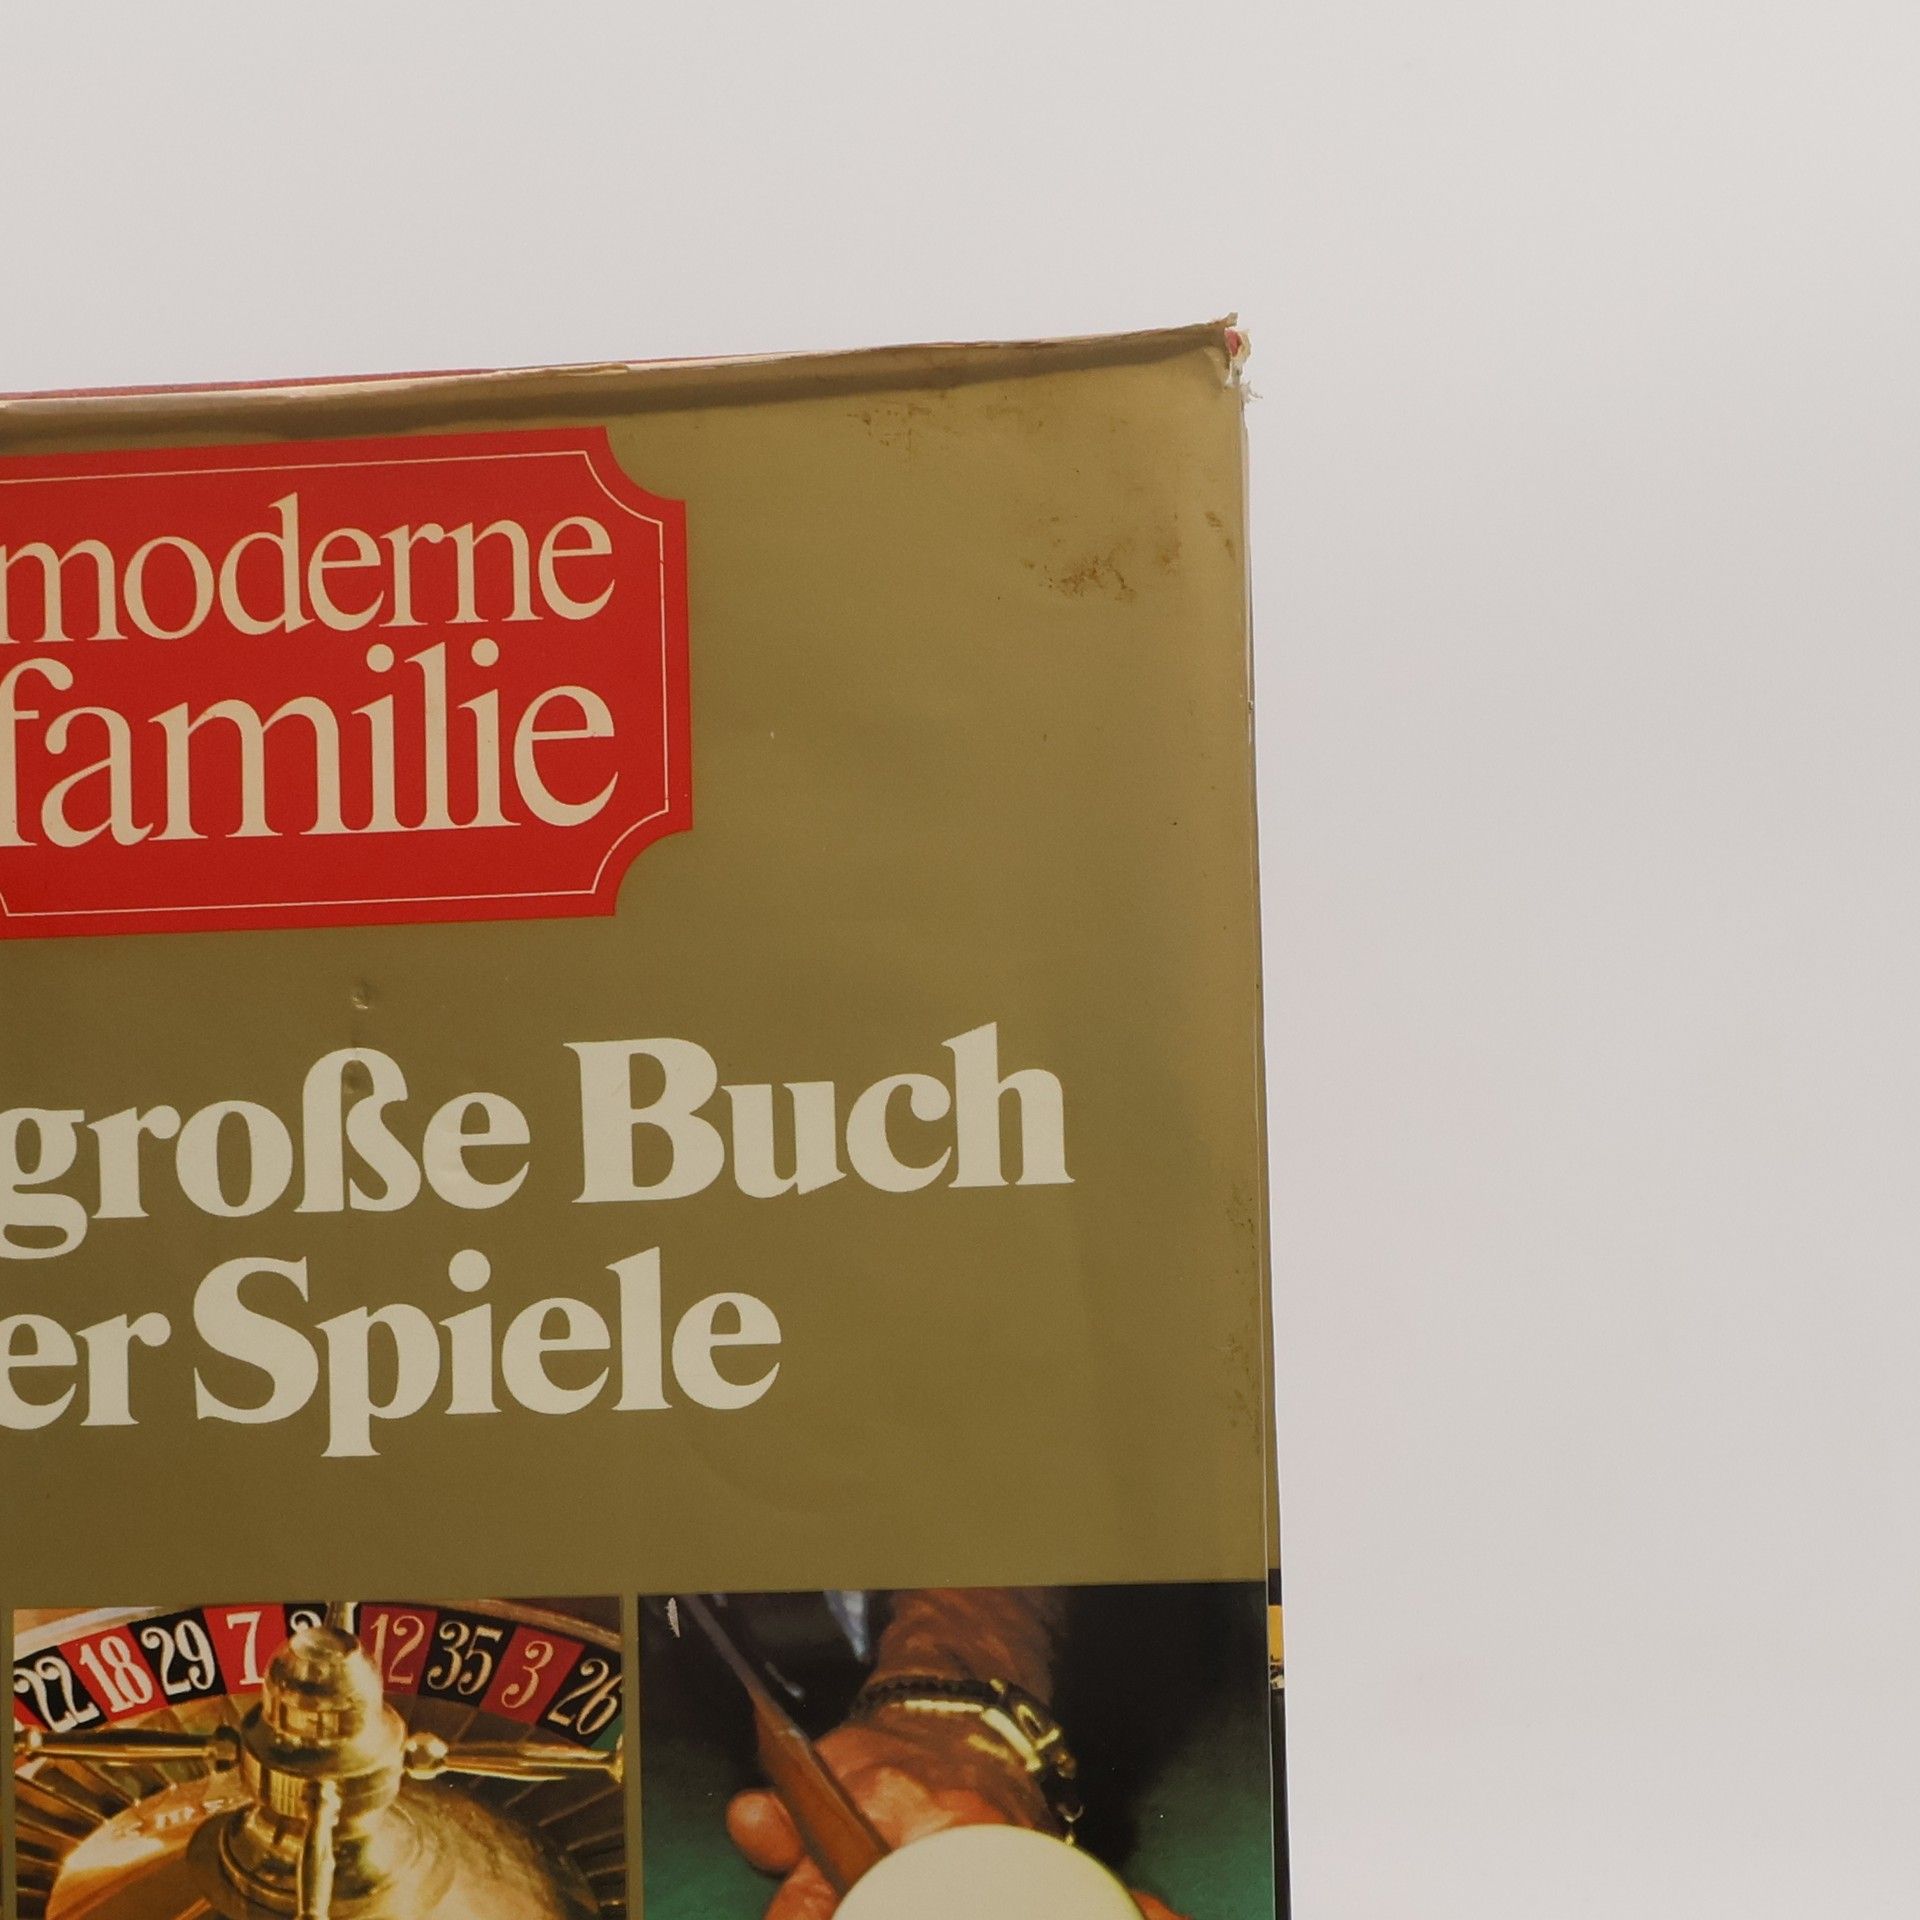 moderne
familie
große Buch
er Spiele
22 18 29 7 12 35 3 26